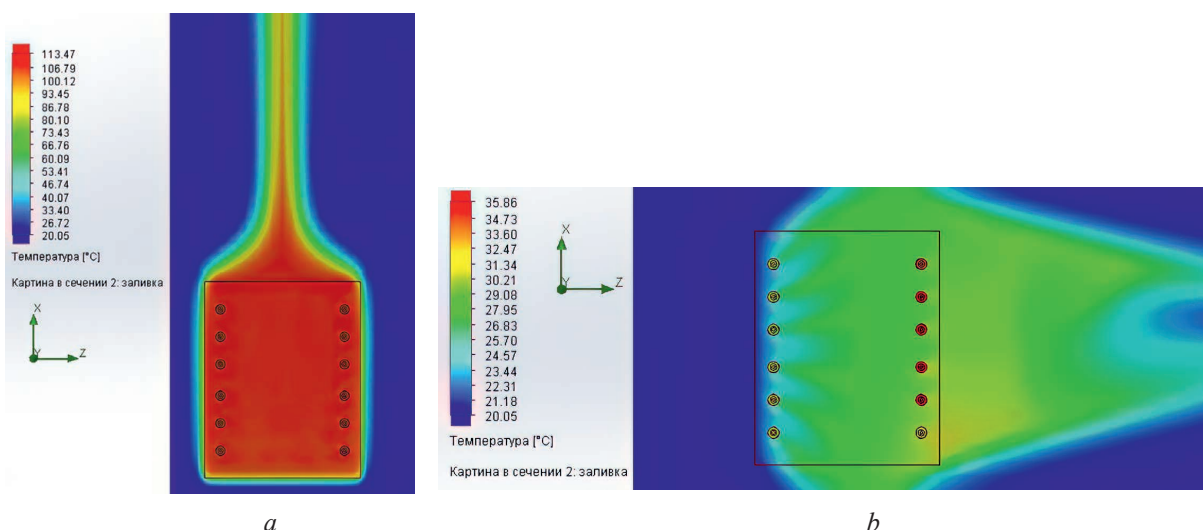 113.47
106.79
100.12
93.45
86.78
80.10
73.43
66.76
60.09
53.41
46.74
40.07
33.40
26.72
20.05
Температура [°C]
Картина в сечении 2: заливка
X
Y
Z
35.86
34.73
33.60
32.47
31.34
30.21
29.08
27.95
26.83
25.70
24.57
23.44
22.31
21.18
20.05
Температура [°C]
Картина в сечении 2: заливка
X
Y
Z
a
b